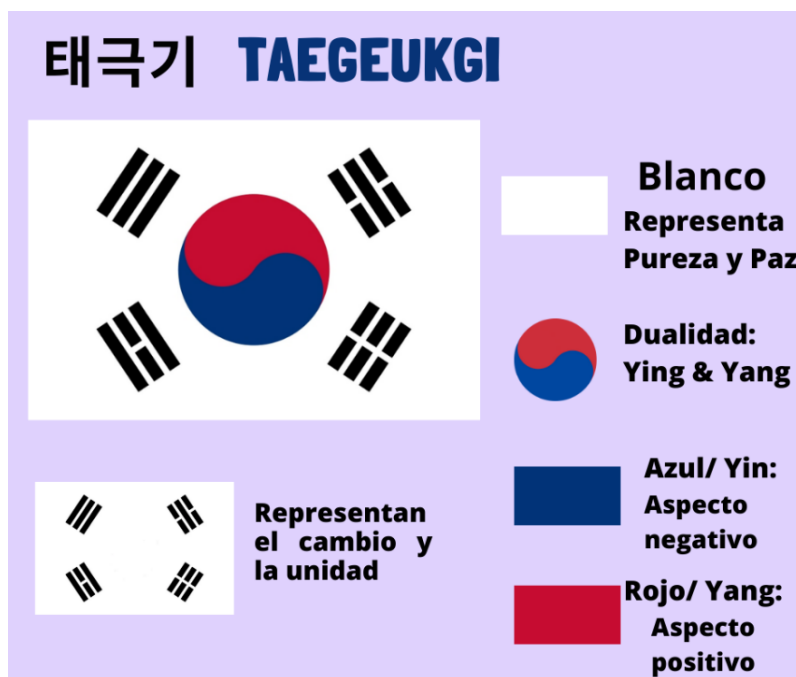 태극기 TAEGEUKGI
Blanco
Representa
Pureza y Paz
Dualidad:
Ying & Yang
Azul/ Yin:
Aspecto
negativo
Representan
el cambio y
la unidad
Rojo/ Yang:
Aspecto
positivo